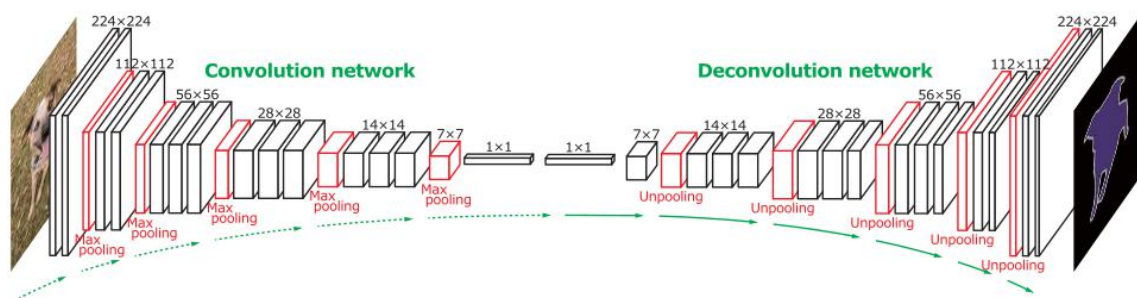 224×224
112×112
56×56
28×28
14×14
7×7
1×1
Convolution network
Max
pooling
Max
pooling
Max
pooling
Max
pooling
Max
pooling
Deconvolution network
1×1
7×7
14×14
28×28
56×56
112×112
224×224
Unpooling
Unpooling
Unpooling
Unpooling
Unpooling